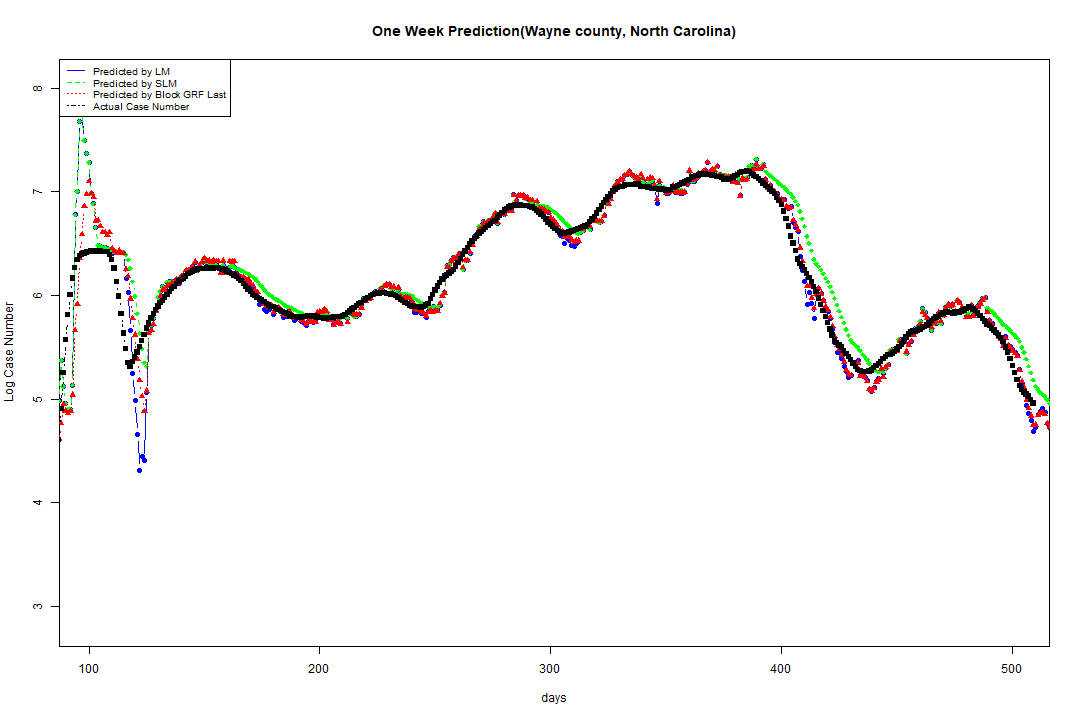 One Week Prediction(Wayne county, North Carolina)
Predicted by LM
Predicted by SLM
Predicted by Block GRF Last
Actual Case Number
8
7
6
5
4
3
Log Case Number
100 200 300 400 500
days